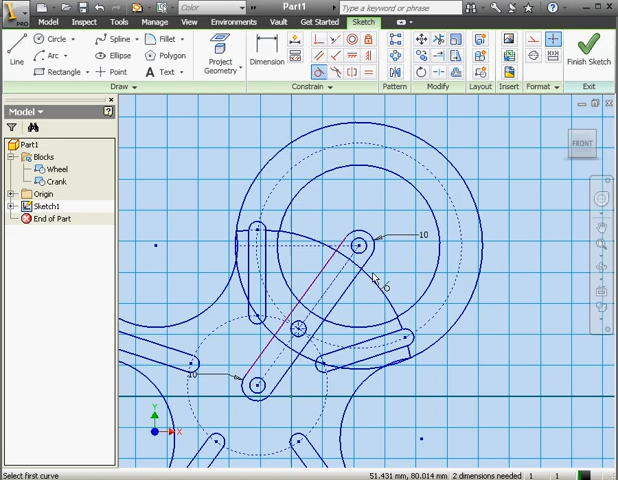 Color
Part1
Type a keyword or phrase
PRO
Model Inspect Tools Manage View Environments Vault Get Started Sketch
Line
Circle Spline Fillet
Arc Ellipse Polygon
Rectangle Point Text
Project
Geometry
Dimension
Finish Sketch
Draw Constrain Pattern Modify Layout Insert Format Exit
Model
Part1
Blocks
Wheel
Crank
Origin
Sketch1
End of Part
FRONT
10
10
Y
X
Select first curve
51.431 mm, 80.014 mm 2 dimensions needed 1 1